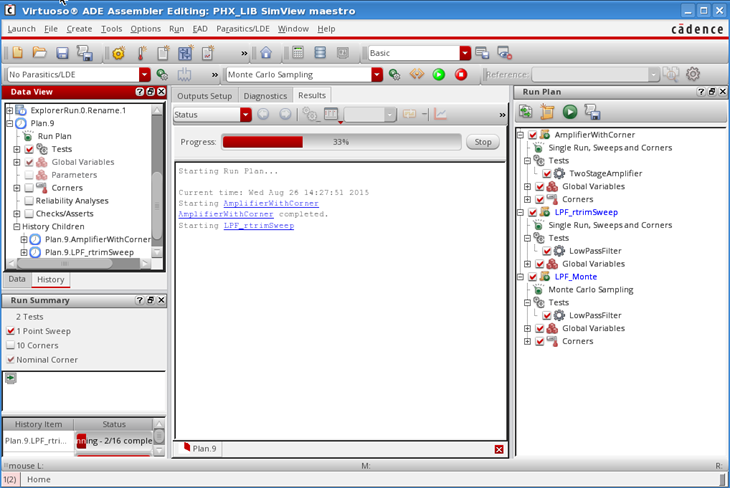 Virtuoso® ADE Assembler Editing: PHX_LIB SimView maestro
Launch File Create Tools Options Run EAD Parasitics/LDE Window Help
cādence
» Basic
No Parasitics/LDE » Monte Carlo Sampling Reference:
Data View
ExplorerRun.0.Rename.1
Plan.9
Run Plan
Tests
Global Variables
Parameters
Corners
Reliability Analyses
Checks/Asserts
History Children
Plan.9.AmplifierWithCorner
Plan.9.LPF_rtrimSweep
Data History
Run Summary
2 Tests
1 Point Sweep
10 Corners
Nominal Corner
History Item Status
Plan.9.LPF_rtri... nning - 2/16 comple
Outputs Setup Diagnostics Results
Status »
Progress: 33% Stop
Starting Run Plan...
Current time: Wed Aug 26 14:27:51 2015
Starting AmplifierWithCorner
AmplifierWithCorner completed.
Starting LPF_rtrimSweep
Plan.9
Run Plan
AmplifierWithCorner
Single Run, Sweeps and Corners
Tests
TwoStageAmplifier
Global Variables
Corners
LPF_rtrimSweep
Single Run, Sweeps and Corners
Tests
LowPassFilter
Global Variables
LPF_Monte
Monte Carlo Sampling
Tests
LowPassFilter
Global Variables
Corners
mouse L: M: R:
1(2) Home